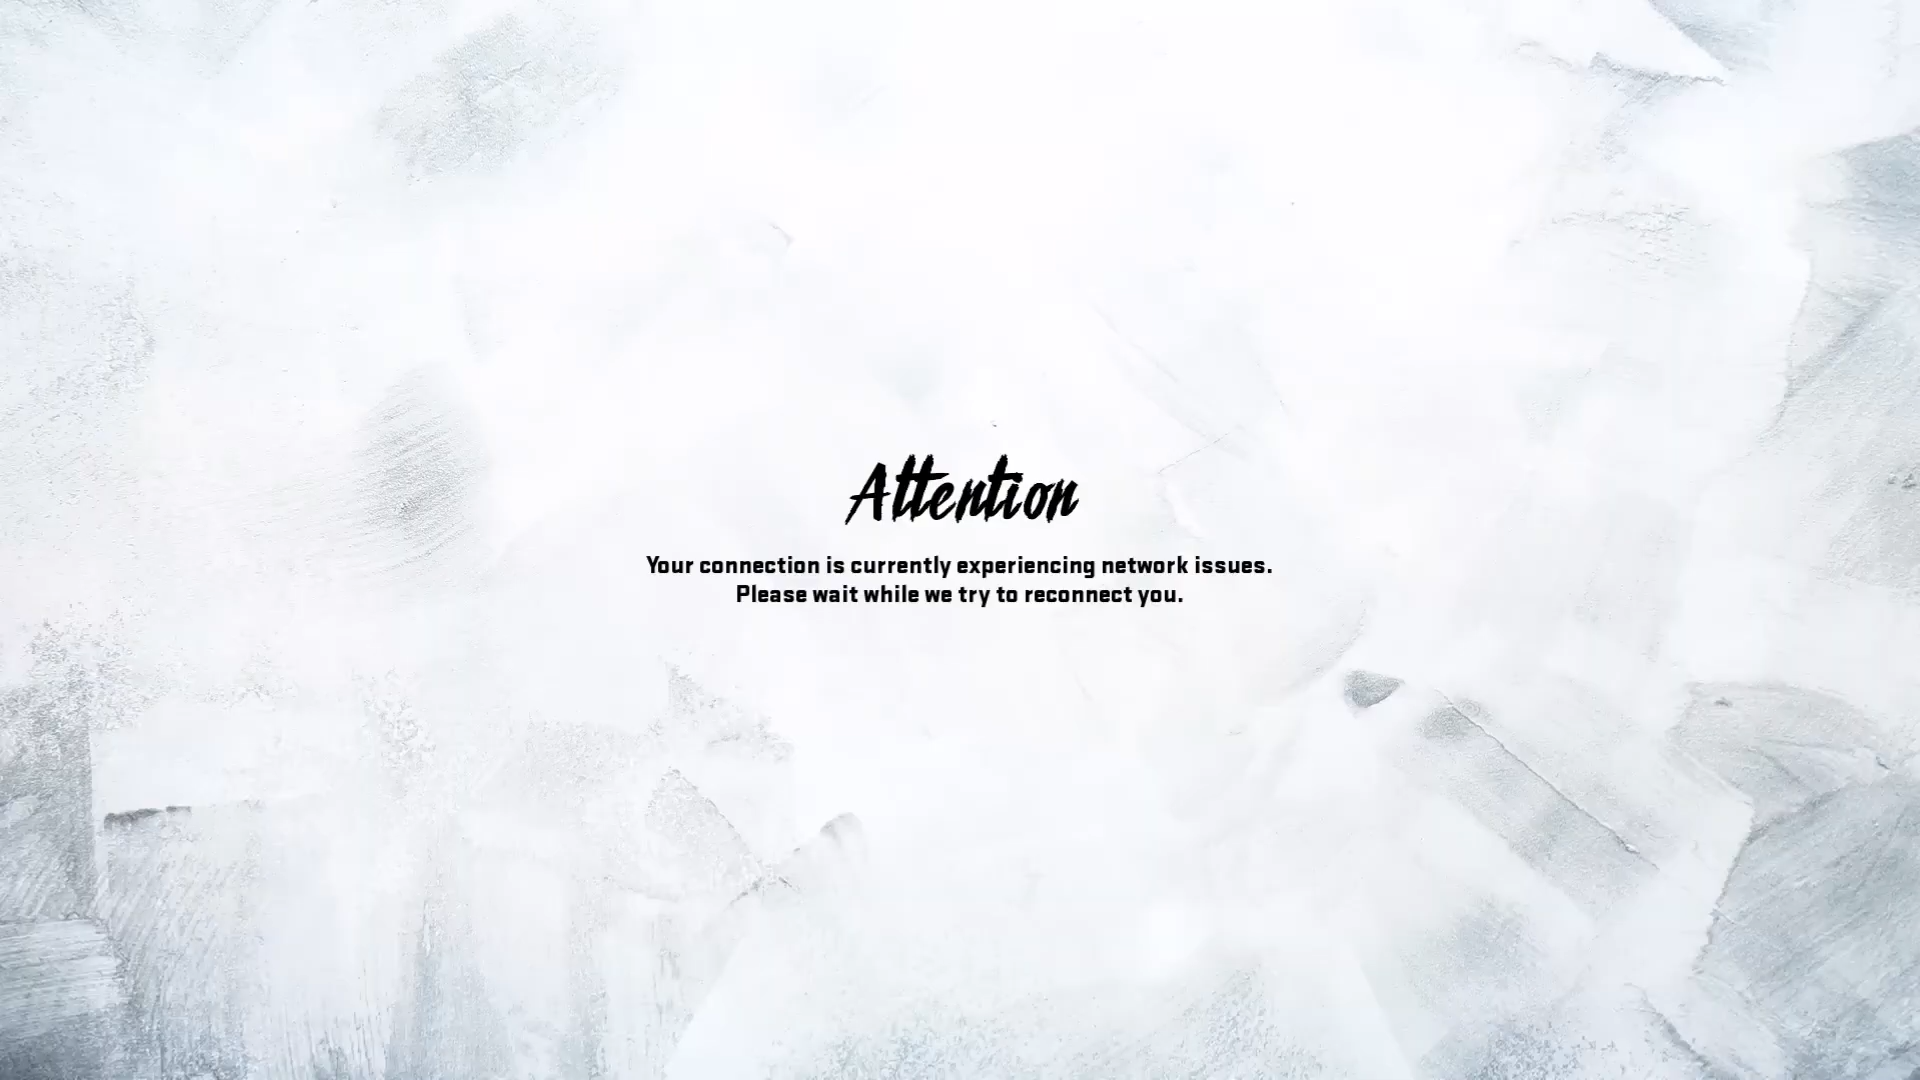 Attention
Your connection is currently experiencing network issues.
Please wait while we try to reconnect you.